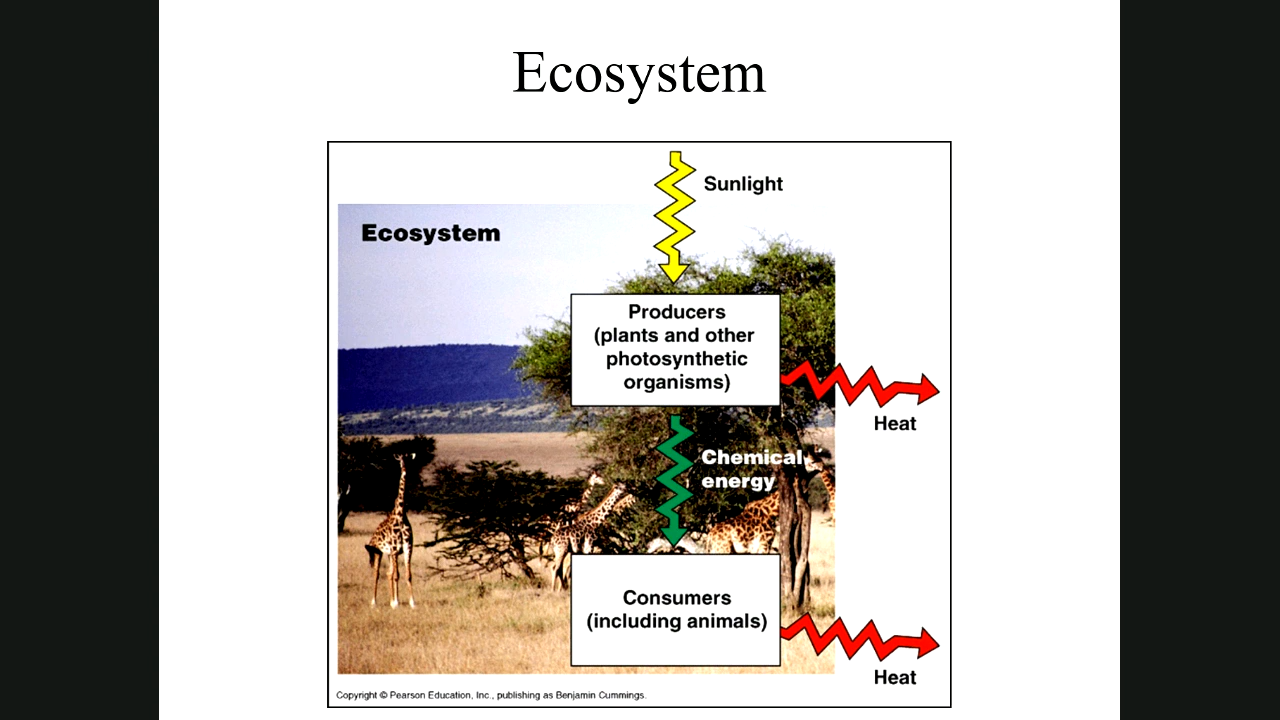 Ecosystem
Sunlight
Ecosystem
Producers
(plants and other
photosynthetic
organisms)
Heat
Chemical
energy
Consumers
(including animals)
Heat
Copyright © Pearson Education, Inc., publishing as Benjamin Cummings.